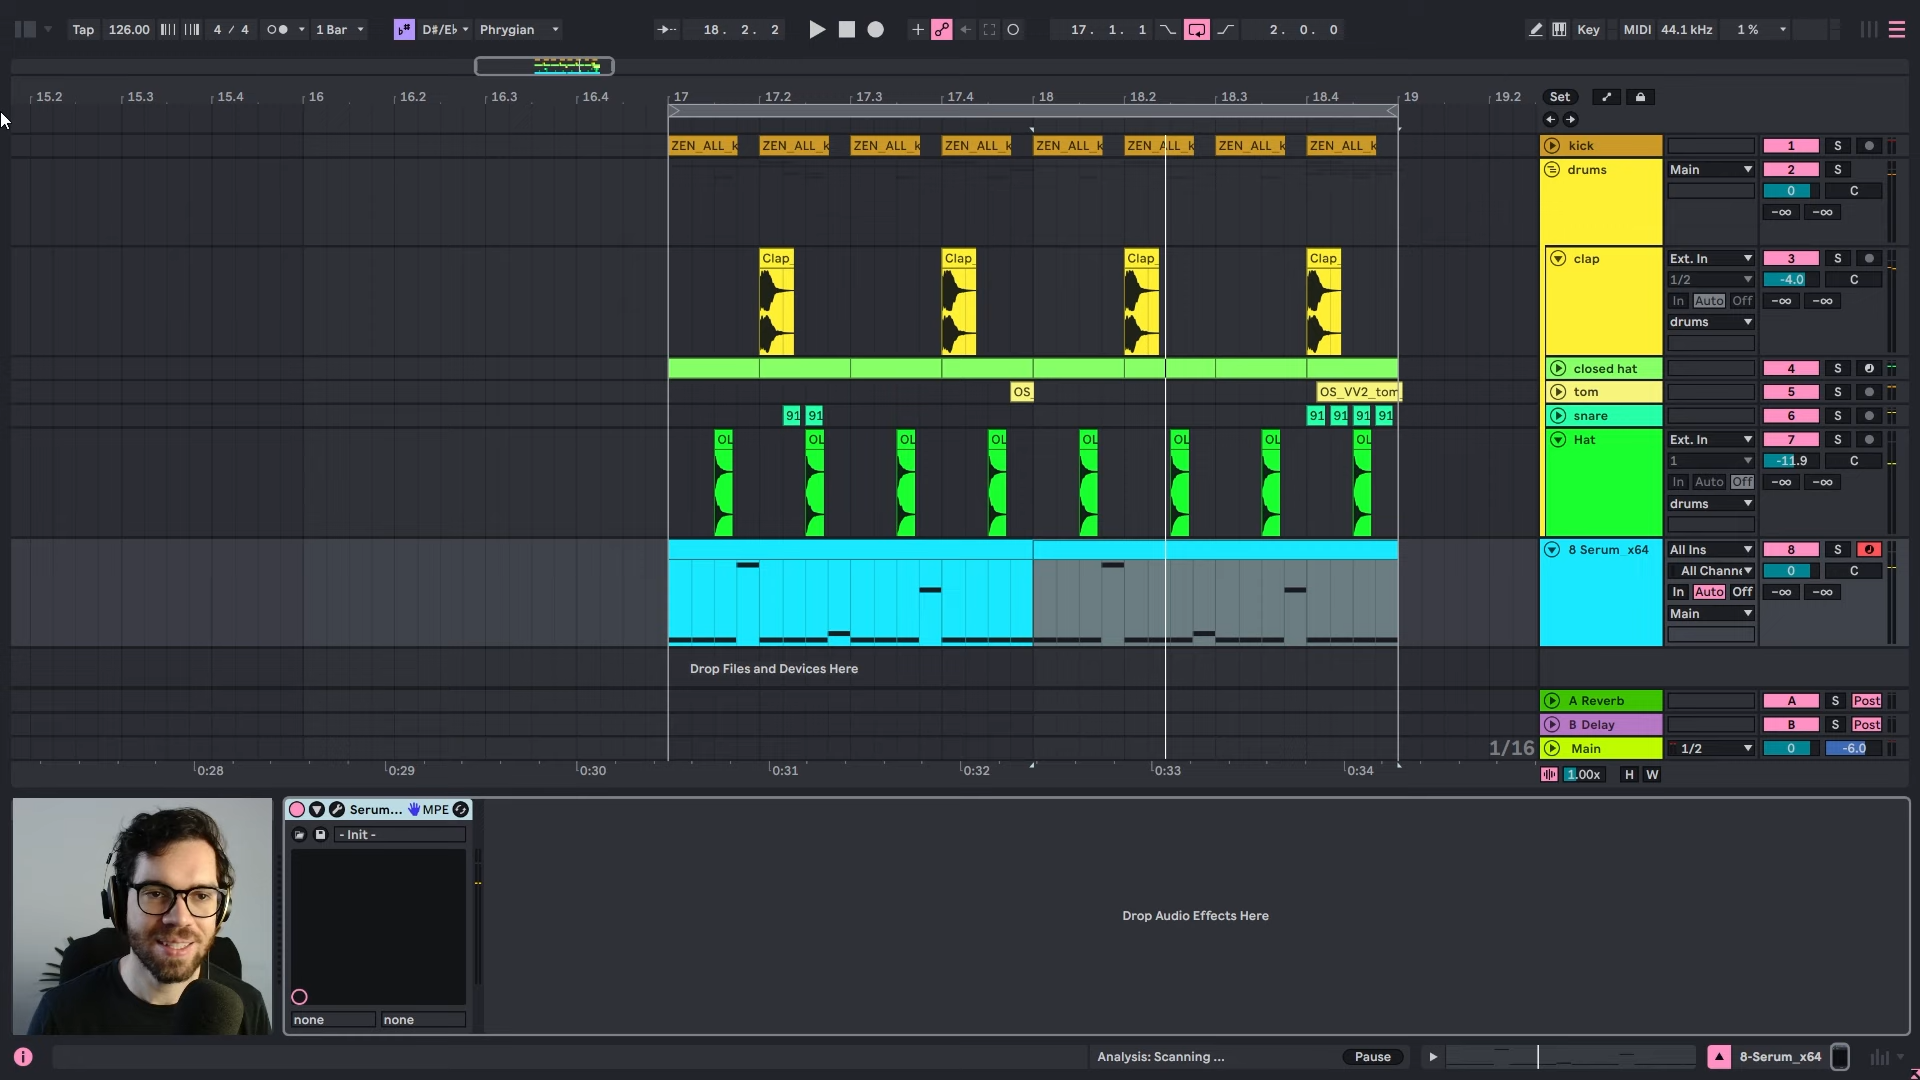 Tap 126.00 4 / 4 1 Bar D#/E♭ Phrygian 18. 2. 2 17. 1. 1 2. 0. 0 Key MIDI 44.1 kHz 1 %
15.2 15.3 15.4 16 16.2 16.3 16.4 17 17.2 17.3 17.4 18 18.2 18.3 18.4 19 19.2 Set
ZEN_ALL_k ZEN_ALL_k ZEN_ALL_k ZEN_ALL_k ZEN_ALL_k ZEN_ALL_k ZEN_ALL_k ZEN_ALL_k kick 1 S
drums Main 2 S
0 C
-∞ -∞
Clap_ Clap_ Clap_ Clap_ clap Ext. In 3 S
1/2 -4.0 C
In Auto Off -∞ -∞
drums
closed hat 4 S
OS_ OS_VV2_tom tom 5 S
91 91 91 91 91 91 snare 6 S
OL OL OL OL OL OL OL OL Hat Ext. In 7 S
1 -11.9 C
In Auto Off -∞ -∞
drums
8 Serum_x64 All Ins 8 S
All Channe 0 C
In Auto Off -∞ -∞
Main
Drop Files and Devices Here
A Reverb A S Post
B Delay B S Post
1/16 Main 1/2 0 -6.0
0:28 0:29 0:30 0:31 0:32 0:33 0:34 1.00x H W
Serum... MPE
- Init -
Drop Audio Effects Here
none none
Analysis: Scanning ... Pause 8-Serum_x64